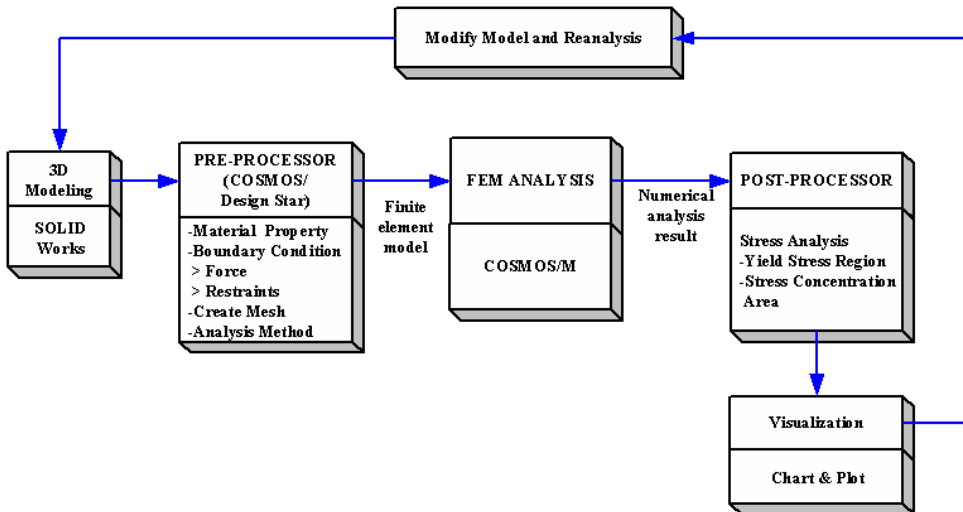 Modify Model and Reanalysis
3D
Modeling
SOLID
Works
PRE-PROCESSOR
(COSMOS/
Design Star)
-Material Property
-Boundary Condition
> Force
> Restraints
-Create Mesh
-Analysis Method
Finite
element
model
FEM ANALYSIS
COSMOS/M
Numerical
analysis
result
POST-PROCESSOR
Stress Analysis
-Yield Stress Region
-Stress Concentration
Area
Visualization
Chart & Plot